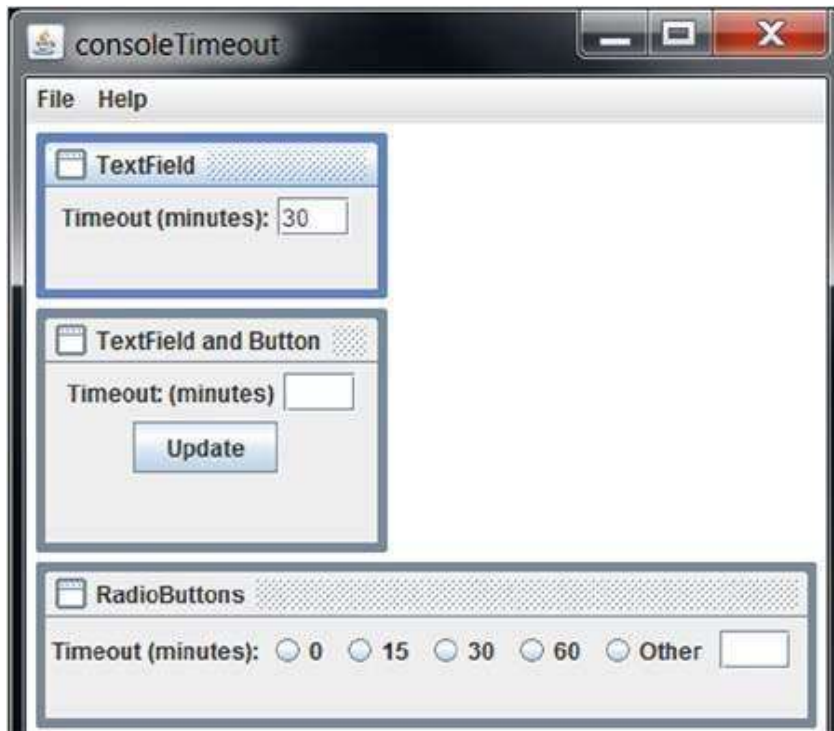 consoleTimeout
File Help
TextField
Timeout (minutes): 30
TextField and Button
Timeout: (minutes)
Update
RadioButtons
Timeout (minutes): 0 15 30 60 Other